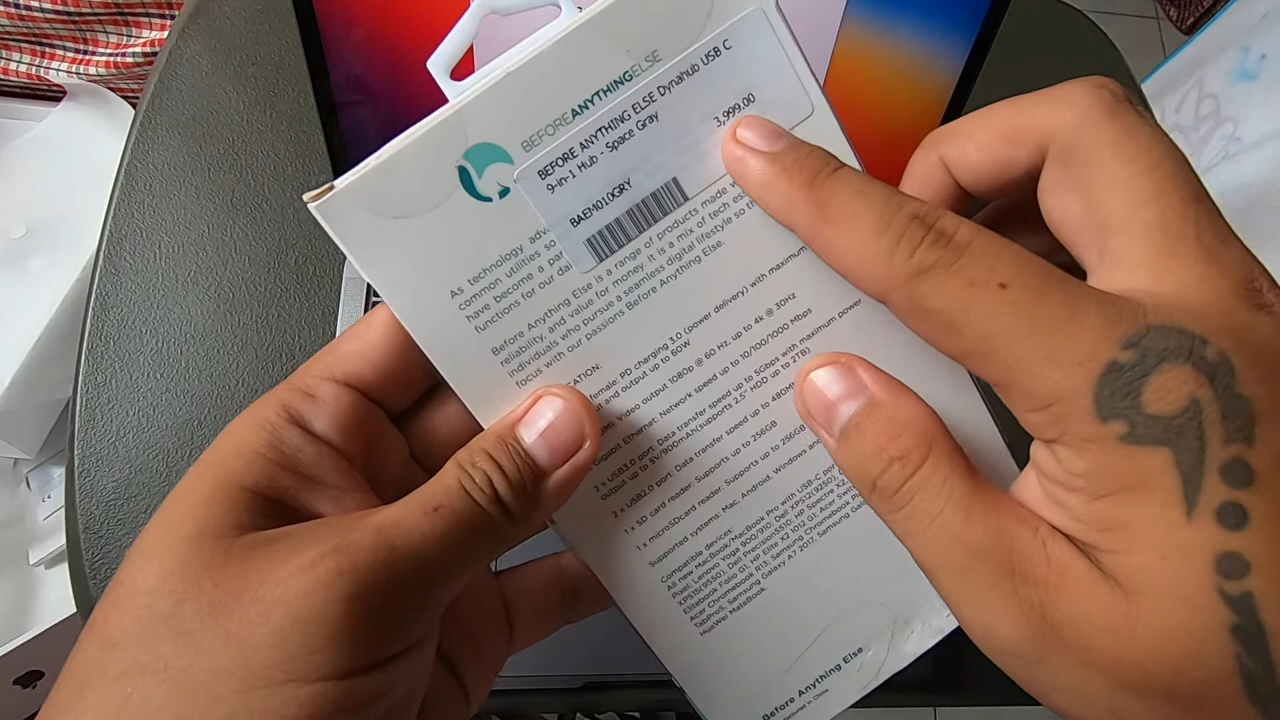 BEFOREANYTHINGELSE
BEFORE ANYTHING ELSE Dynahub USB C
9-in-1 Hub - Space Gray
3,999.00
BAEM010GRY
As technology adv
common utilities so
have become a par
functions for our dai
Before Anything Else is a range of products made w
reliability, and value for money. It is a mix of tech ess
individuals who pursue a seamless digital lifestyle so th
focus with our passions Before Anything Else.
CATION:
female: PD charging 3.0 (power delivery) with maximum
and output up to 60W
Video output 1080p @ 60 Hz, up to 4k @ 30Hz
Gigabit Ethernet: Network speed up to 10/100/1000 Mbps
2 x USB3.0 port: Data transfer speed up to 5Gbps with maximum power
output up to 5V/900mAh(supports 2.5" HDD up to 2TB)
2 x USB2.0 port: Data transfer speed up to 480M
1 x SD card reader: Supports up to 256GB
1 x microSDcard reader: Supports up to 256GB
Supported systems: Mac, Android, Windows and
Compatible devices:
All new MacBook/MacBook Pro with USB-C por
Pixel; Lenovo Yoga 900/910; Dell XPS12(9250),
XPS15(9550), Dell Precision5510; HP Spectre X2,
Elitebook Folio G1, HP Elite X2 1012 G1; Acer Swit
Acer Chromebook R13; Samsung Chromebook Plu
TabPro S, Samsung Galaxy A7 2017, Samsung Gala
HuaWei MateBook.
Before Anything Else
in China